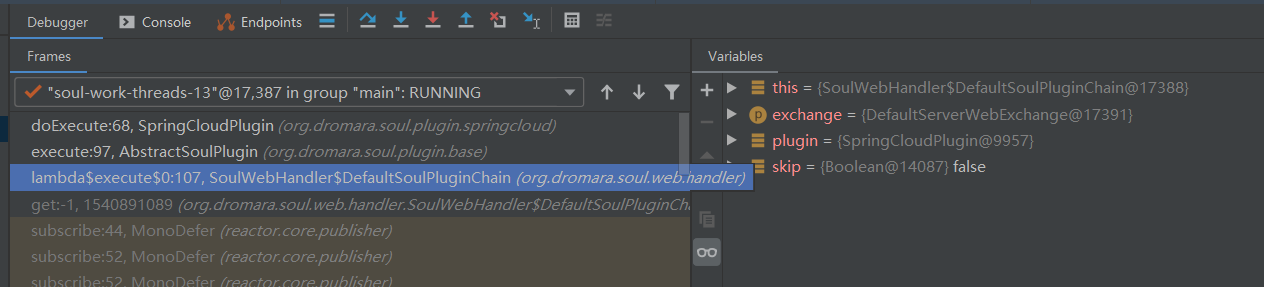 Debugger Console Endpoints
Frames
"soul-work-threads-13"@17,387 in group "main": RUNNING
doExecute:68, SpringCloudPlugin (org.dromara.soul.plugin.springcloud)
execute:97, AbstractSoulPlugin (org.dromara.soul.plugin.base)
lambda$execute$0:107, SoulWebHandler$DefaultSoulPluginChain (org.dromara.soul.web.handler)
get:-1, 1540891089 (org.dromara.soul.web.handler.SoulWebHandler$DefaultSoulPluginCha
subscribe:44, MonoDefer (reactor.core.publisher)
subscribe:52, MonoDefer (reactor.core.publisher)
subscribe:52, MonoDefer (reactor.core.publisher)
Variables
this = {SoulWebHandler$DefaultSoulPluginChain@17388}
p exchange = {DefaultServerWebExchange@17391}
plugin = {SpringCloudPlugin@9957}
skip = {Boolean@14087} false